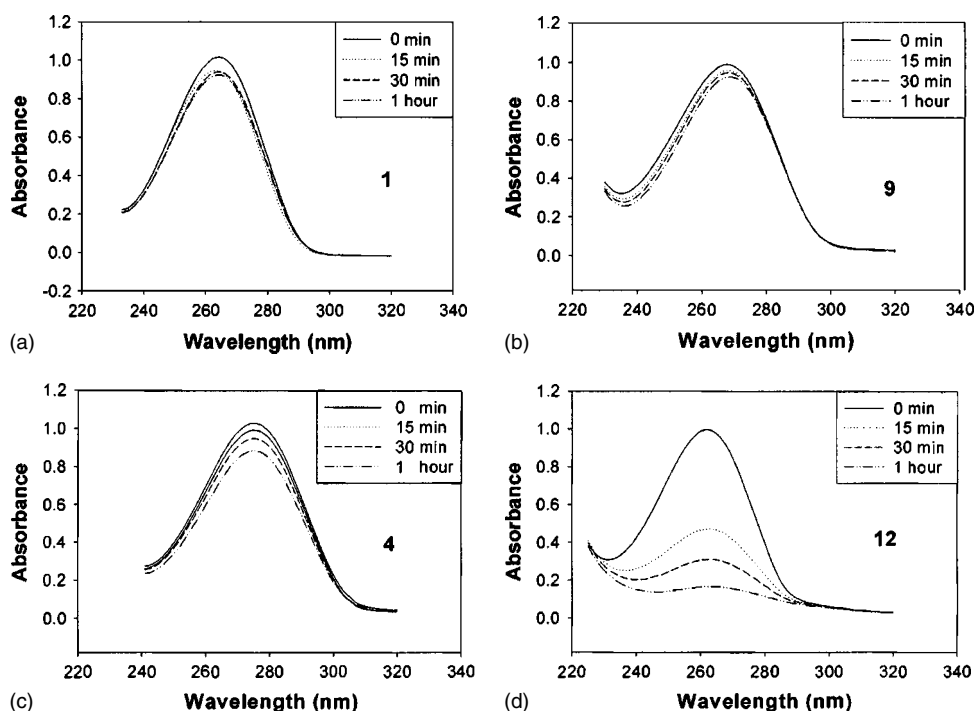 1.2
1.0
0.8
0.6
0.4
0.2
0.0
-0.2
Absorbance
0 min
15 min
30 min
1 hour
1
220 240 260 280 300 320 340
Wavelength (nm)
(a)
1.2
1.0
0.8
0.6
0.4
0.2
0.0
Absorbance
0 min
15 min
30 min
1 hour
9
220 240 260 280 300 320 340
Wavelength (nm)
(b)
1.2
1.0
0.8
0.6
0.4
0.2
0.0
Absorbance
0 min
15 min
30 min
1 hour
4
220 240 260 280 300 320 340
Wavelength (nm)
(c)
1.2
1.0
0.8
0.6
0.4
0.2
0.0
Absorbance
0 min
15 min
30 min
1 hour
12
220 240 260 280 300 320 340
Wavelength (nm)
(d)